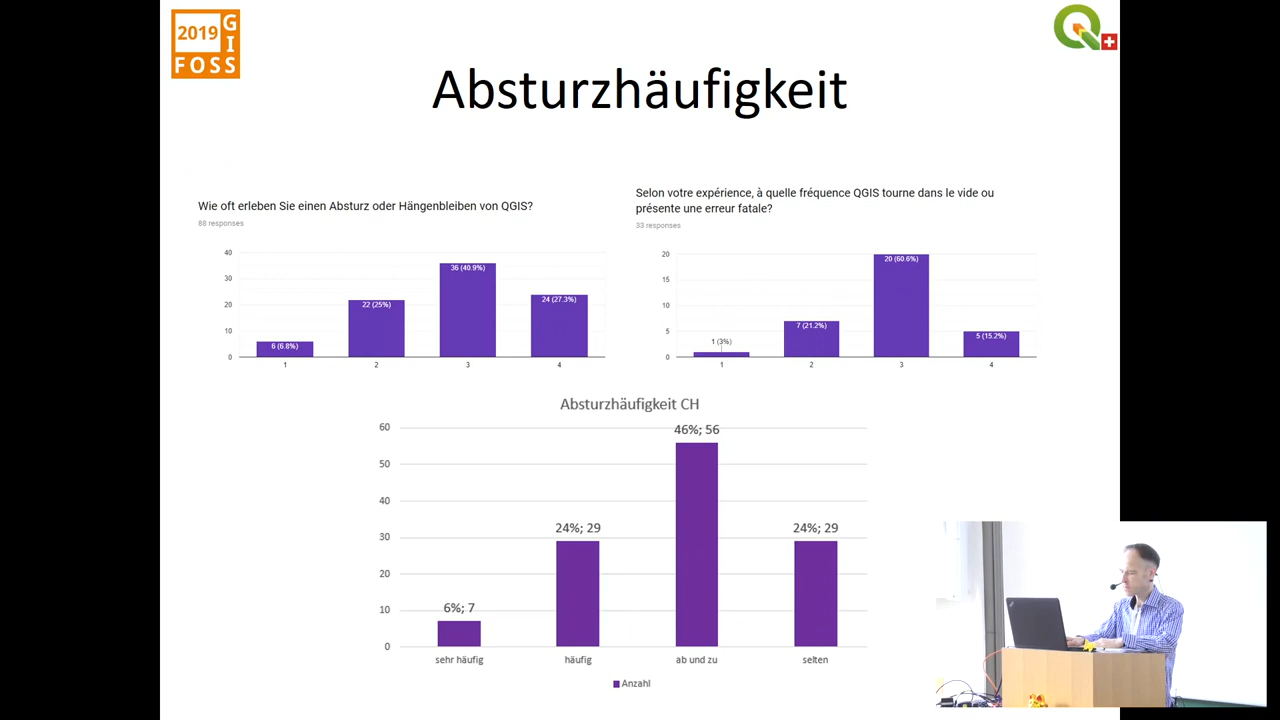 2019 G
I
FOSS
Absturzhäufigkeit
Wie oft erleben Sie einen Absturz oder Hängenbleiben von QGIS?
88 responses
40
30
20
10
0
6 (6.8%)
22 (25%)
36 (40.9%)
24 (27.3%)
1 2 3 4
Selon votre expérience, à quelle fréquence QGIS tourne dans le vide ou
présente une erreur fatale?
33 responses
20
15
10
5
0
1 (3%)
7 (21.2%)
20 (60.6%)
5 (15.2%)
1 2 3 4
Absturzhäufigkeit CH
60
50
40
30
20
10
0
6%; 7
24%; 29
46%; 56
24%; 29
sehr häufig häufig ab und zu selten
Anzahl